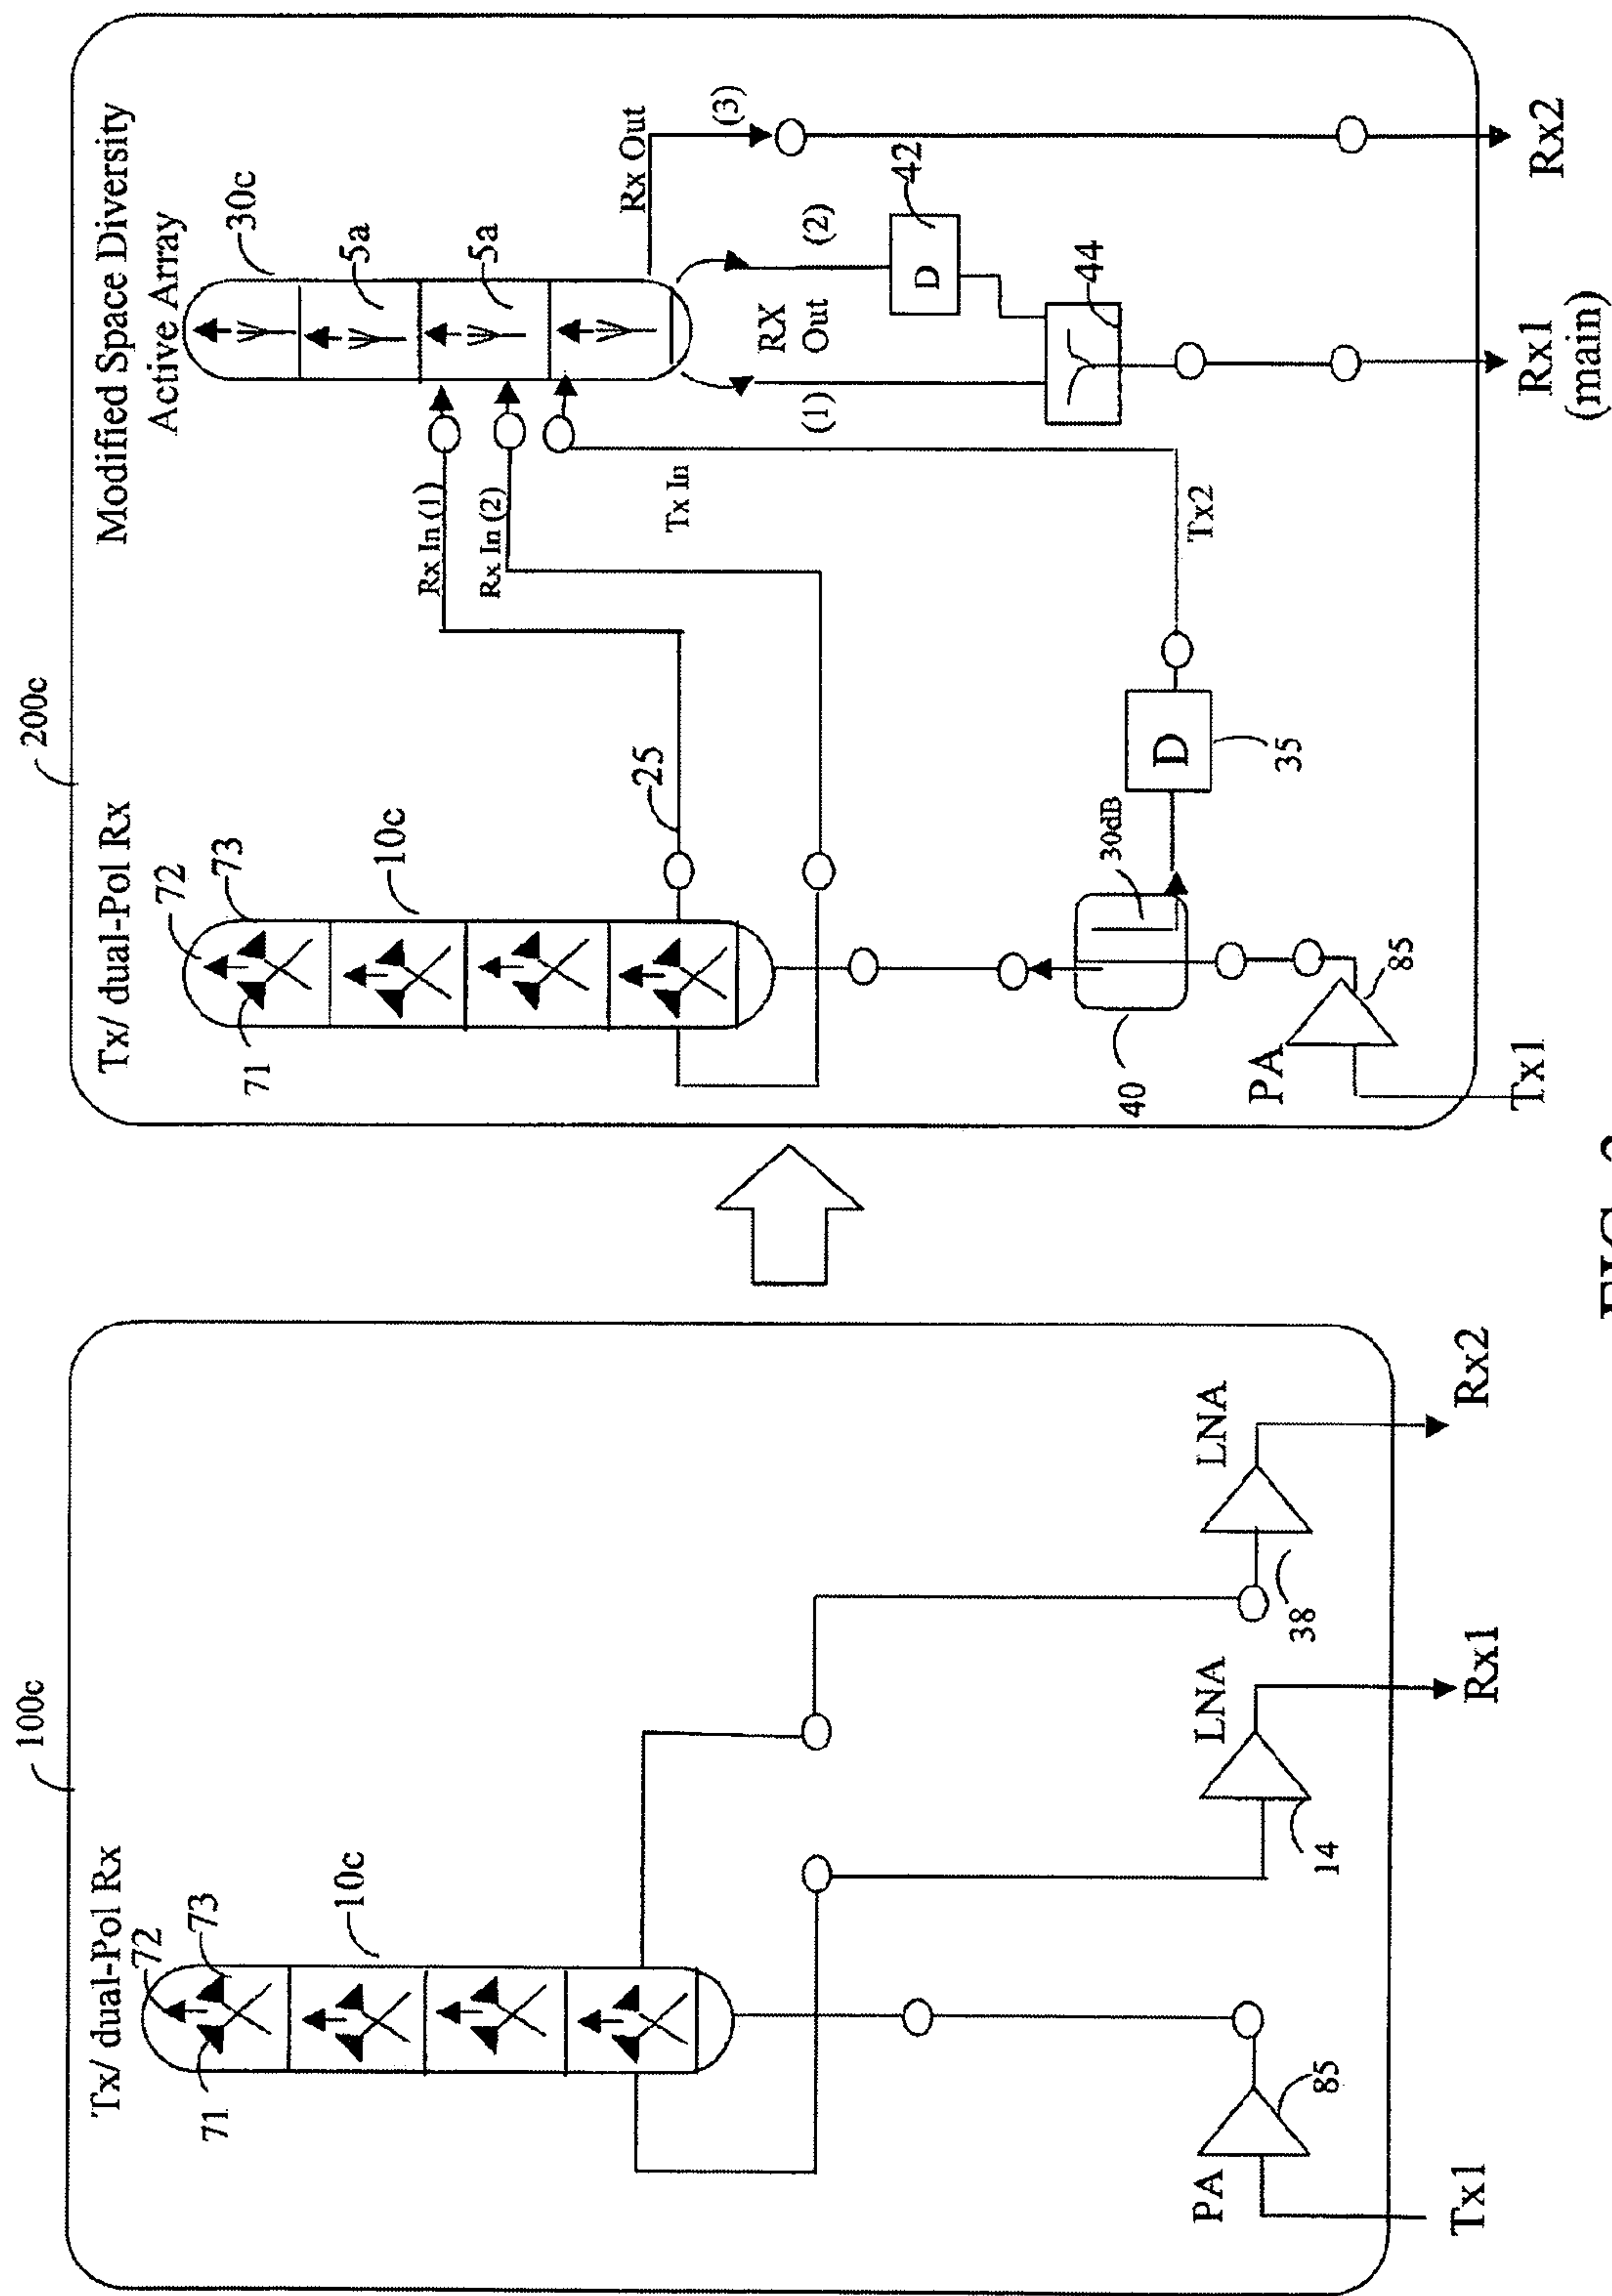 100c
Tx/ dual-Pol Rx
72
73
71
10c
LNA
LNA
PA
85
14
38
Tx1
Rx1
Rx2
200c
Tx/ dual-Pol Rx
Modified Space Diversity
Active Array
72
73
71
10c
30c
5a
5a
25
Rx In (1)
Rx In (2)
Tx In
Rx Out
(3)
RX
Out
(1)
(2)
D
42
44
30dB
40
D
35
Tx2
PA
85
Tx1
Rx1
(main)
Rx2